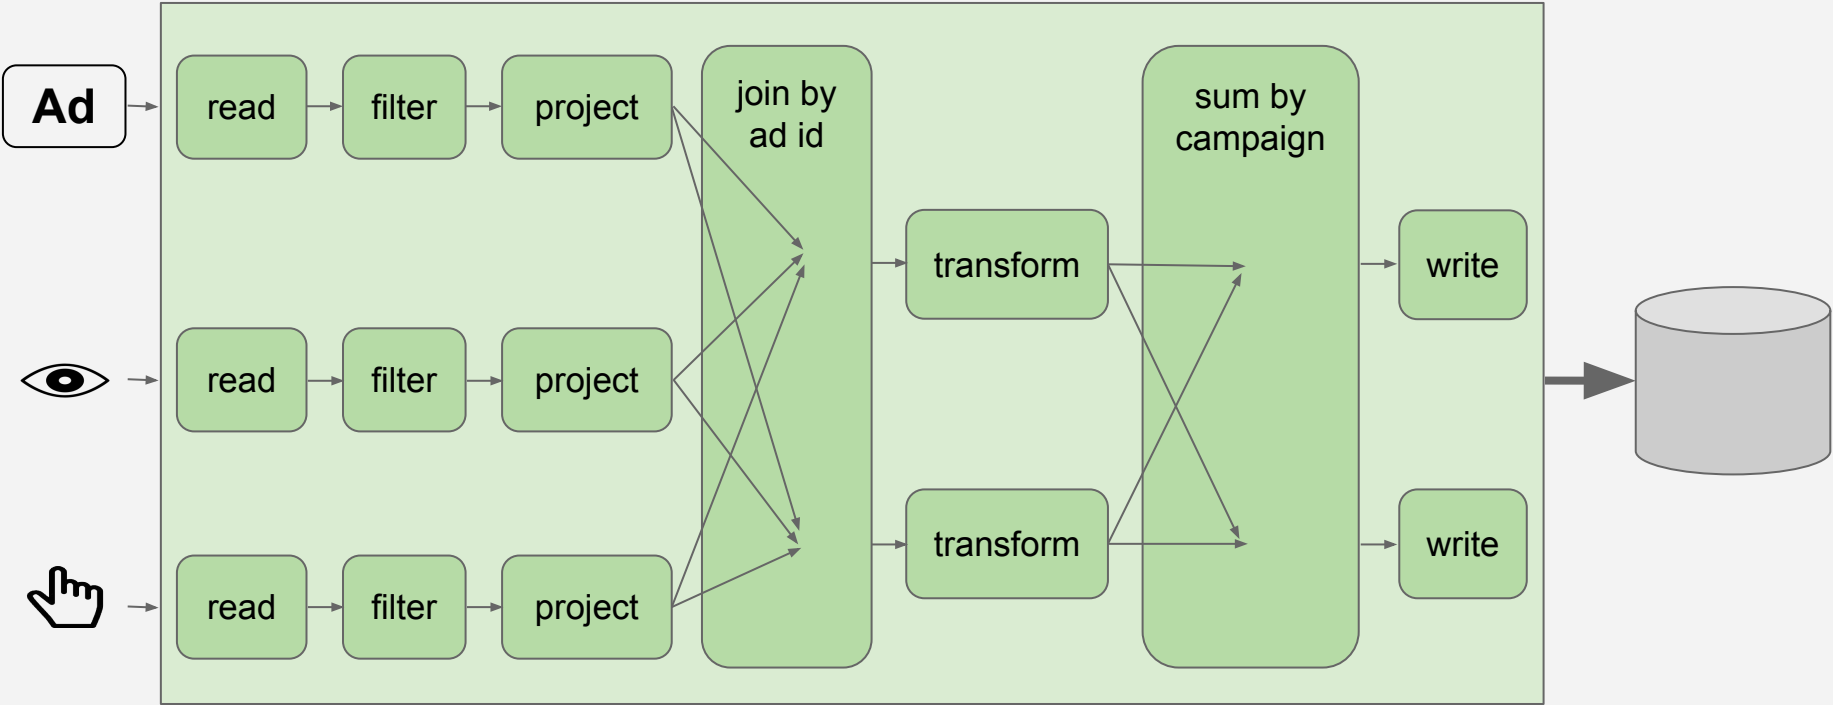 Ad
read
filter
project
join by
ad id
sum by
campaign
transform
write
read
filter
project
transform
write
read
filter
project